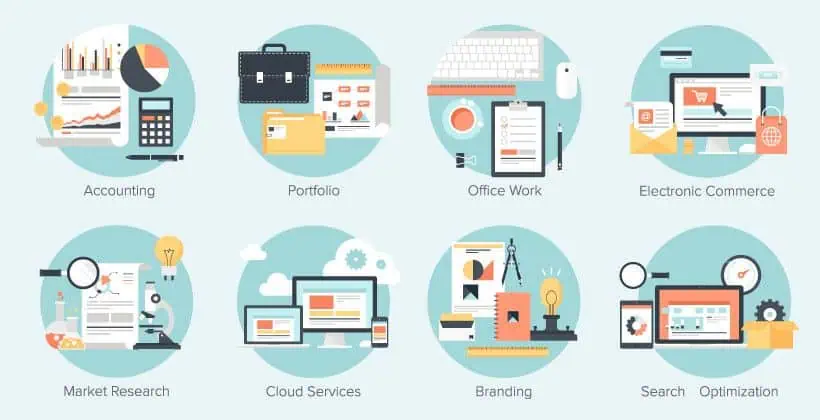 Accounting
Portfolio
Office Work
Electronic Commerce
Market Research
Cloud Services
Branding
Search Optimization